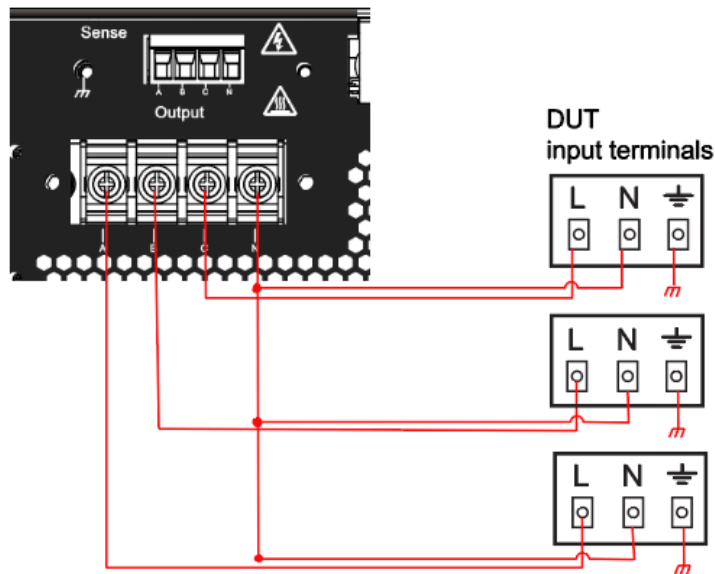 Sense
A B C N
Output
A B C N
DUT
input terminals
L N
L N
L N